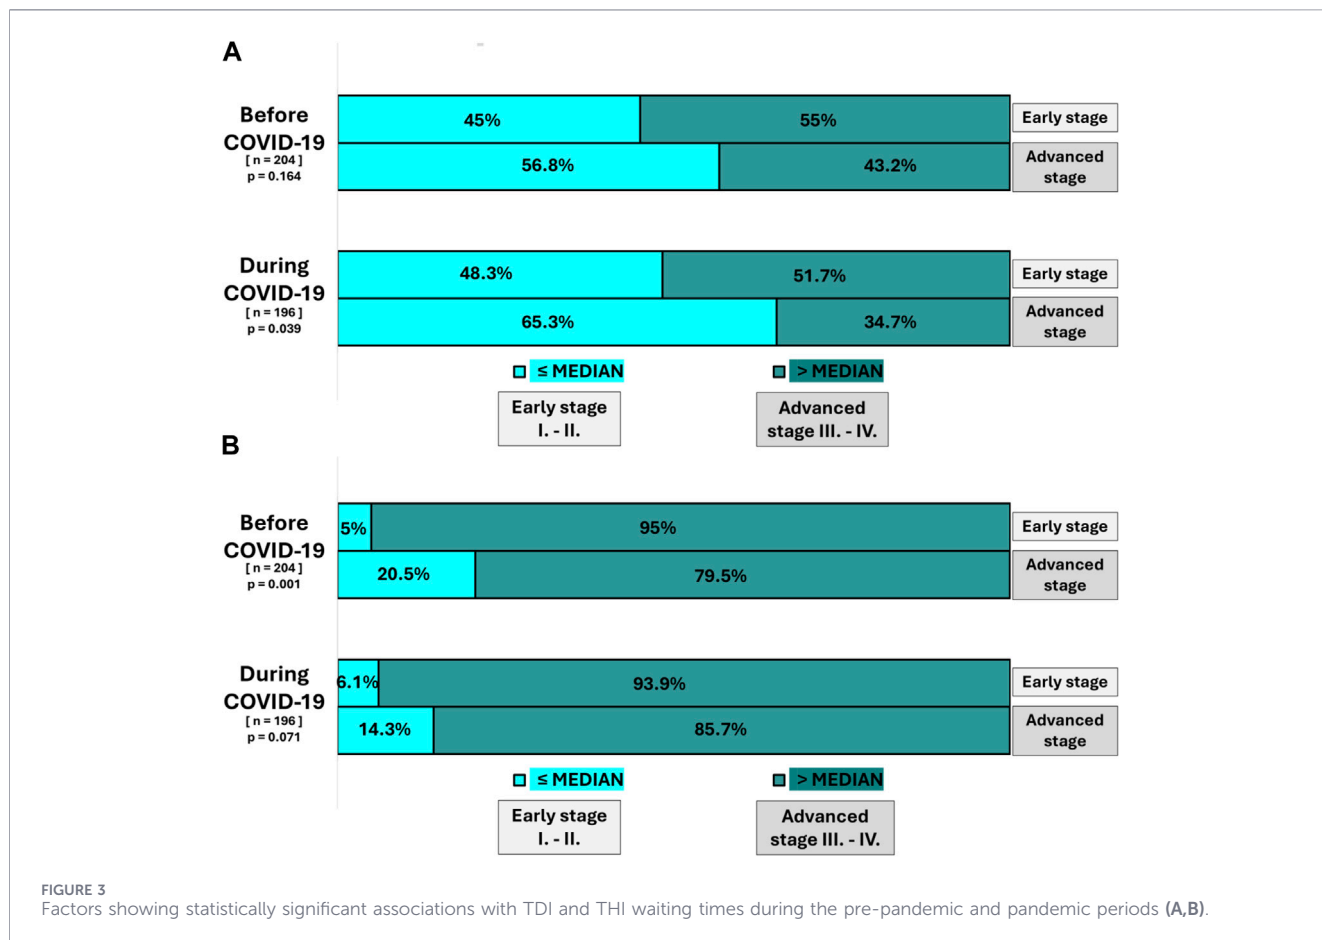 A
Before
COVID-19
[ n = 204 ]
p = 0.164
45%
55%
Early stage
56.8%
43.2%
Advanced
stage
During
COVID-19
[ n = 196 ]
p = 0.039
48.3%
51.7%
Early stage
65.3%
34.7%
Advanced
stage
≤ MEDIAN
> MEDIAN
Early stage
I. - II.
Advanced
stage III. - IV.
B
Before
COVID-19
[ n = 204 ]
p = 0.001
5%
95%
Early stage
20.5%
79.5%
Advanced
stage
During
COVID-19
[ n = 196 ]
p = 0.071
6.1%
93.9%
Early stage
14.3%
85.7%
Advanced
stage
≤ MEDIAN
> MEDIAN
Early stage
I. - II.
Advanced
stage III. - IV.
FIGURE 3
Factors showing statistically significant associations with TDI and THI waiting times during the pre-pandemic and pandemic periods (A,B).